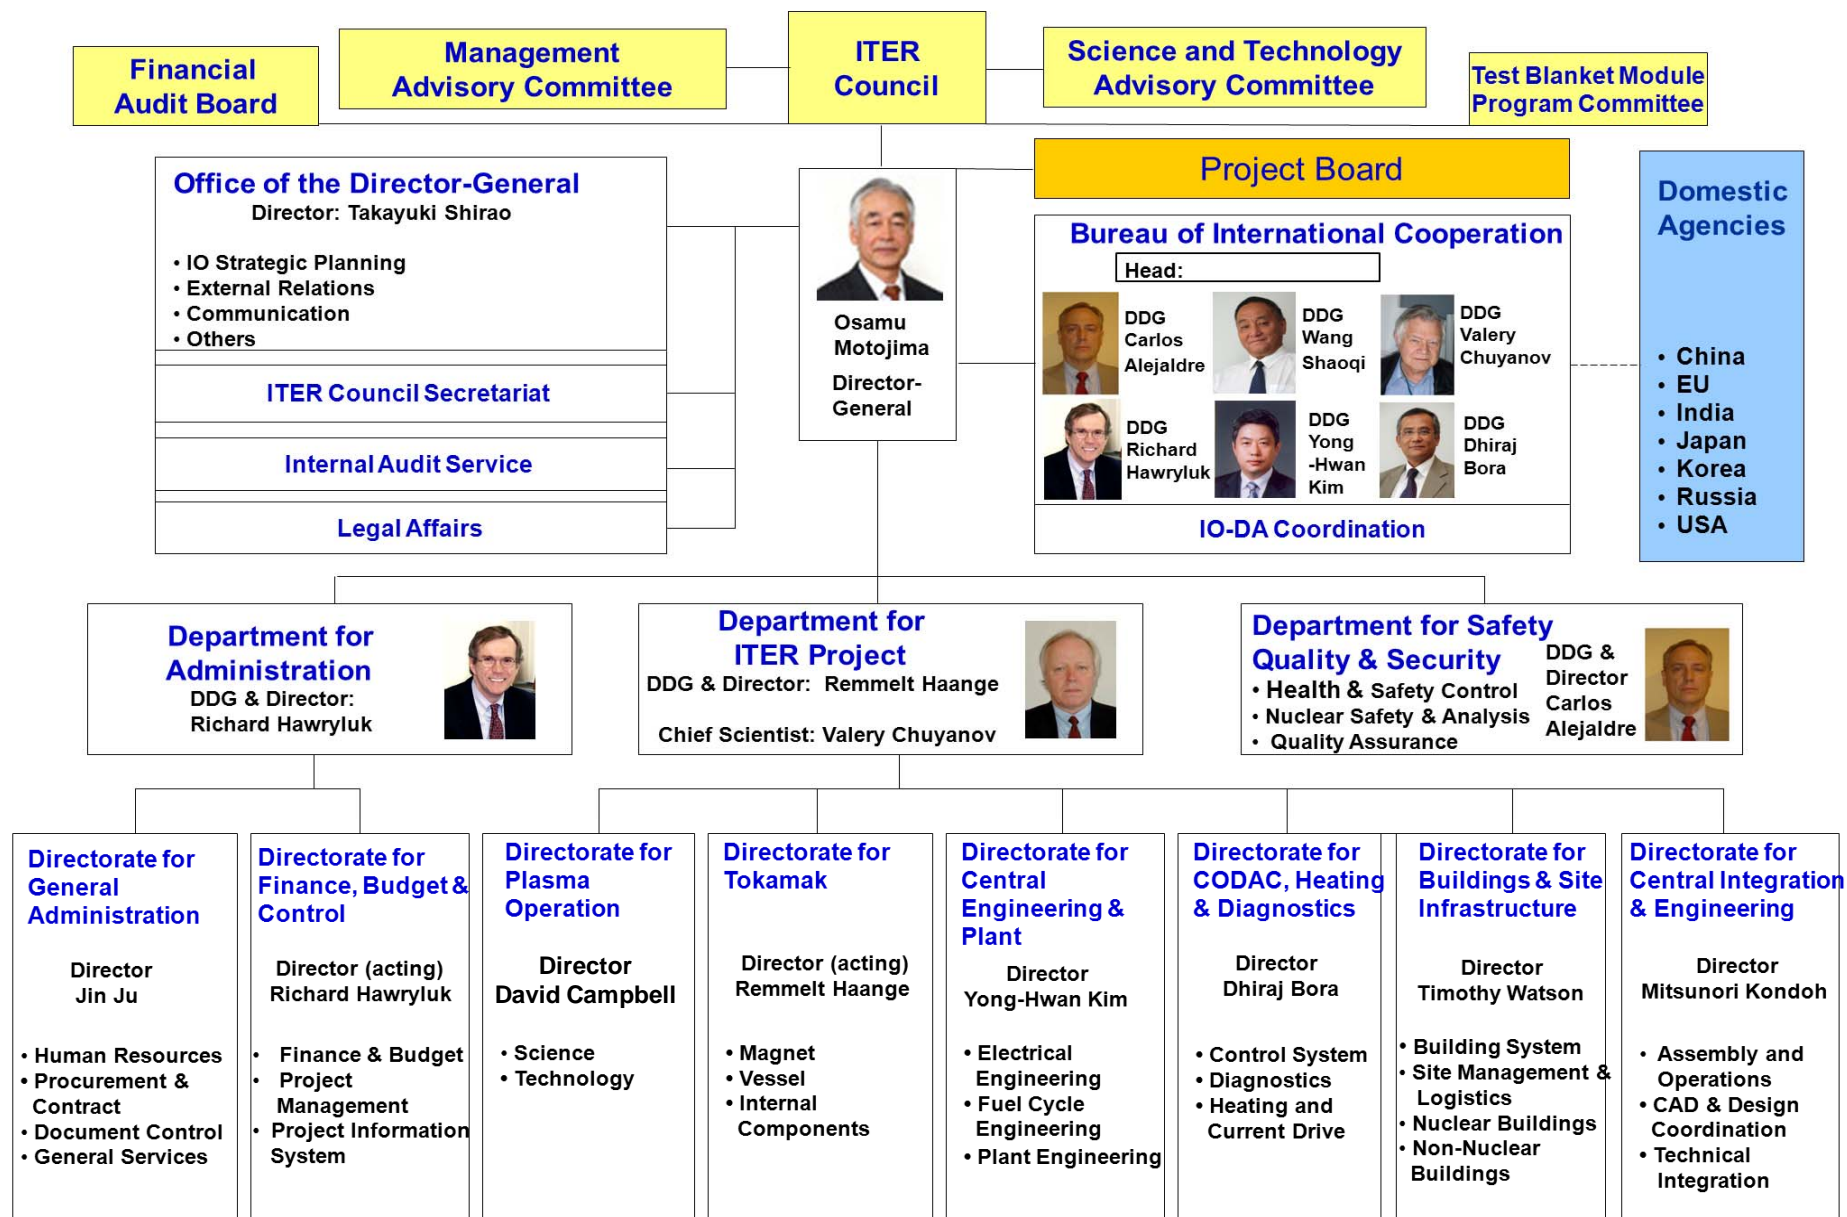 Financial
Audit Board
Management
Advisory Committee
ITER
Council
Science and Technology
Advisory Committee
Test Blanket Module
Program Committee
Office of the Director-General
Director: Takayuki Shirao
• IO Strategic Planning
• External Relations
• Communication
• Others
ITER Council Secretariat
Internal Audit Service
Legal Affairs
Osamu
Motojima
Director-
General
Project Board
Bureau of International Cooperation
Head:
DDG
Carlos
Alejaldre
DDG
Wang
Shaoqi
DDG
Valery
Chuyanov
DDG
Richard
Hawryluk
DDG
Yong
-Hwan
Kim
DDG
Dhiraj
Bora
IO-DA Coordination
Domestic
Agencies
• China
• EU
• India
• Japan
• Korea
• Russia
• USA
Department for
Administration
DDG & Director:
Richard Hawryluk
Department for
ITER Project
DDG & Director: Remmelt Haange
Chief Scientist: Valery Chuyanov
Department for Safety
Quality & Security
• Health & Safety Control
• Nuclear Safety & Analysis
• Quality Assurance
DDG &
Director
Carlos
Alejaldre
Directorate for
General
Administration
Director
Jin Ju
• Human Resources
• Procurement &
Contract
• Document Control
• General Services
Directorate for
Finance, Budget &
Control
Director (acting)
Richard Hawryluk
• Finance & Budget
• Project
Management
• Project Information
System
Directorate for
Plasma
Operation
Director
David Campbell
• Science
• Technology
Directorate for
Tokamak
Director (acting)
Remmelt Haange
• Magnet
• Vessel
• Internal
Components
Directorate for
Central
Engineering &
Plant
Director
Yong-Hwan Kim
• Electrical
Engineering
• Fuel Cycle
Engineering
• Plant Engineering
Directorate for
CODAC, Heating
& Diagnostics
Director
Dhiraj Bora
• Control System
• Diagnostics
• Heating and
Current Drive
Directorate for
Buildings & Site
Infrastructure
Director
Timothy Watson
• Building System
• Site Management &
Logistics
• Nuclear Buildings
• Non-Nuclear
Buildings
Directorate for
Central Integration
& Engineering
Director
Mitsunori Kondoh
• Assembly and
Operations
• CAD & Design
Coordination
• Technical
Integration